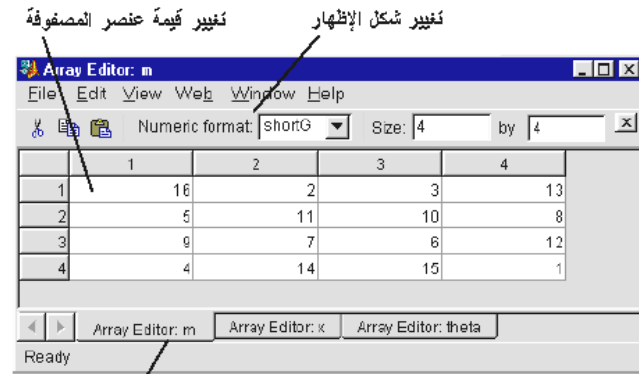 تغيير قيمة عنصر المصفوفة تغيير شكل الإظهار
Array Editor: m
File Edit View Web Window Help
Numeric format: shortG Size: 4 by 4
1 2 3 4
1 16 2 3 13
2 5 11 10 8
3 9 7 6 12
4 4 14 15 1
Array Editor: m Array Editor: x Array Editor: theta
Ready